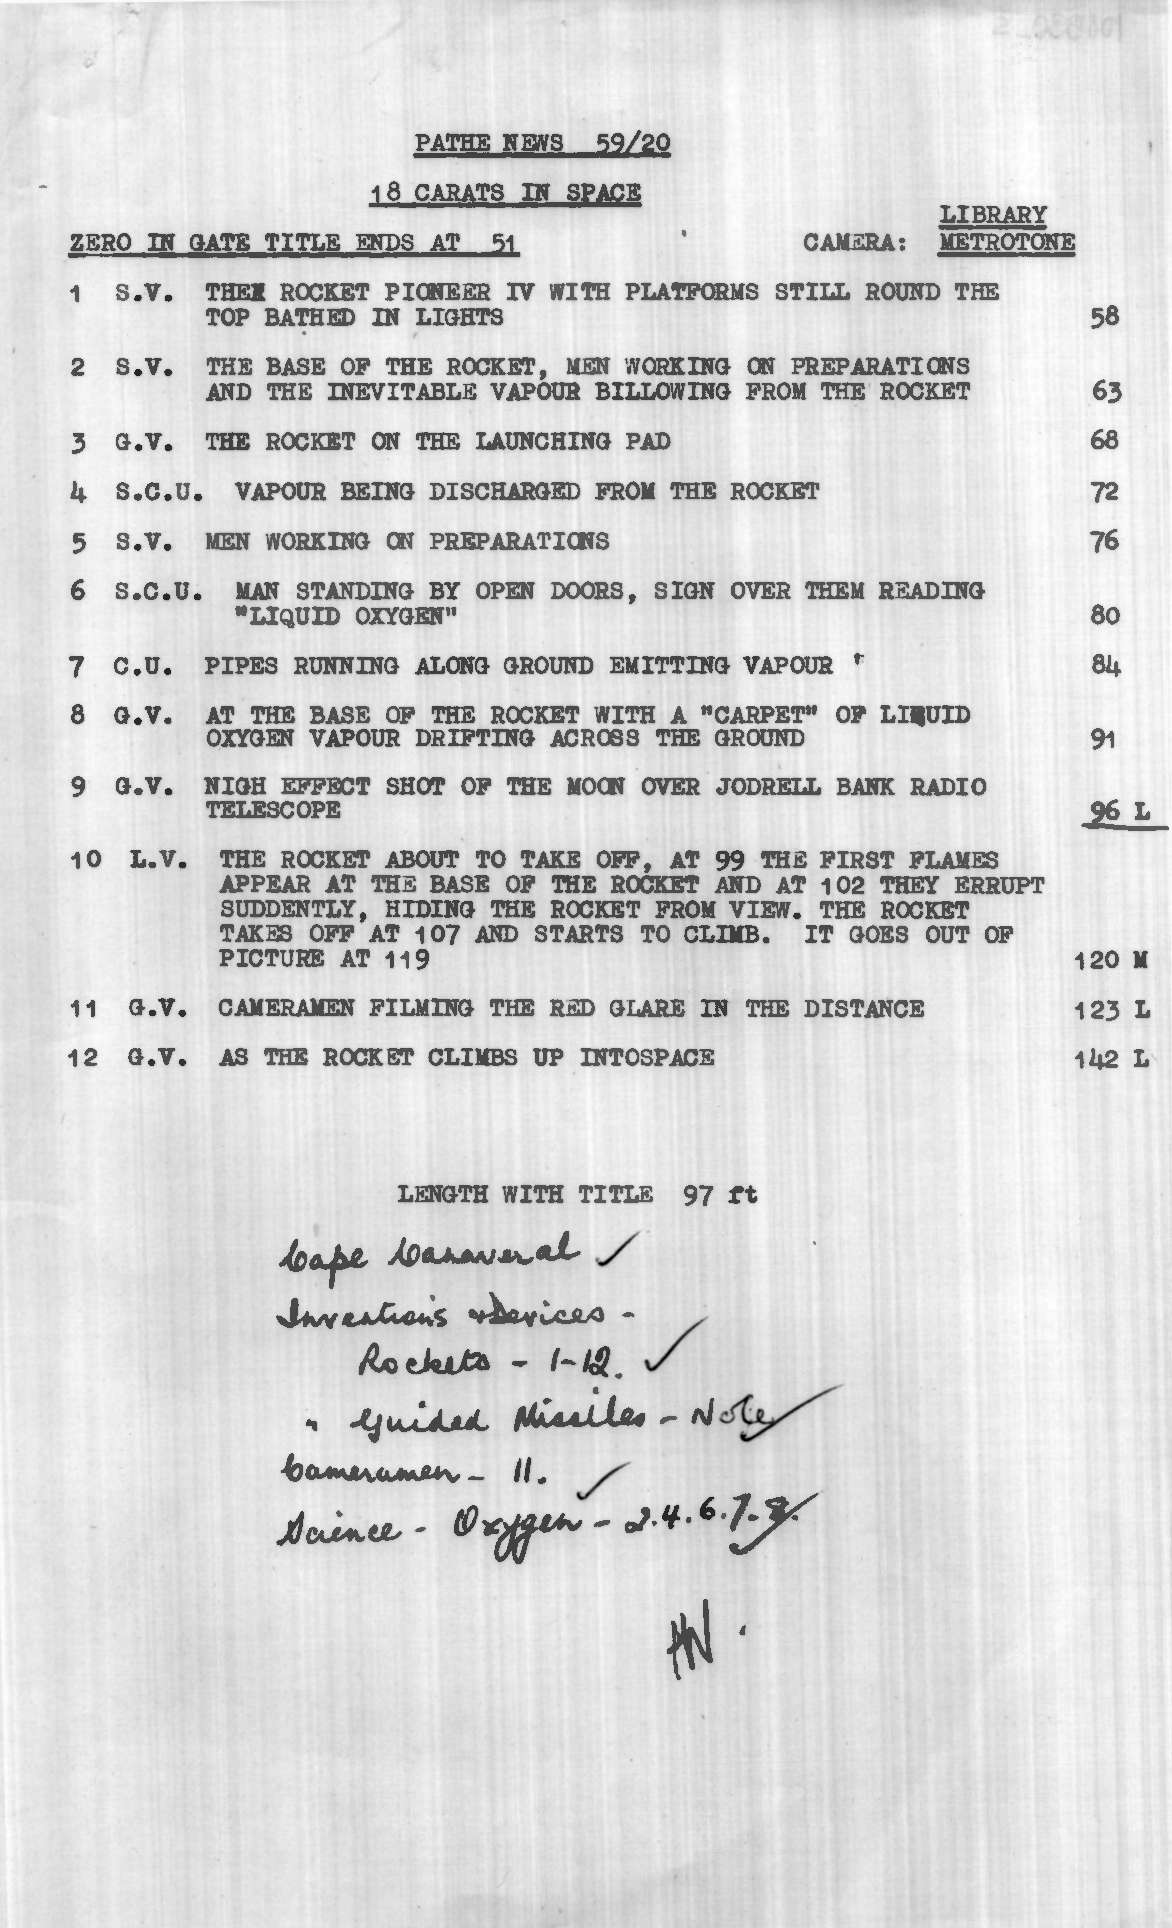 PATHE NEWS 59/20
18 CARATS IN SPACE
LIBRARY
ZERO IN GATE TITLE ENDS AT 51 CAMERA: METROTONE
1 S.V. THE ROCKET PIONEER IV WITH PLATFORMS STILL ROUND THE
TOP BATHED IN LIGHTS 58
2 S.V. THE BASE OF THE ROCKET, MEN WORKING ON PREPARATIONS
AND THE INEVITABLE VAPOUR BILLOWING FROM THE ROCKET 63
3 G.V. THE ROCKET ON THE LAUNCHING PAD 68
4 S.C.U. VAPOUR BEING DISCHARGED FROM THE ROCKET 72
5 S.V. MEN WORKING ON PREPARATIONS 76
6 S.C.U. MAN STANDING BY OPEN DOORS, SIGN OVER THEM READING
"LIQUID OXYGEN" 80
7 C.U. PIPES RUNNING ALONG GROUND EMITTING VAPOUR 84
8 G.V. AT THE BASE OF THE ROCKET WITH A "CARPET" OF LIQUID
OXYGEN VAPOUR DRIFTING ACROSS THE GROUND 91
9 G.V. NIGH EFFECT SHOT OF THE MOON OVER JODRELL BANK RADIO
TELESCOPE 96 L
10 L.V. THE ROCKET ABOUT TO TAKE OFF, AT 99 THE FIRST FLAMES
APPEAR AT THE BASE OF THE ROCKET AND AT 102 THEY ERRUPT
SUDDENTLY, HIDING THE ROCKET FROM VIEW. THE ROCKET
TAKES OFF AT 107 AND STARTS TO CLIMB. IT GOES OUT OF
PICTURE AT 119 120 M
11 G.V. CAMERAMEN FILMING THE RED GLARE IN THE DISTANCE 123 L
12 G.V. AS THE ROCKET CLIMBS UP INTOSPACE 142 L
LENGTH WITH TITLE 97 ft
Cape Canaveral ✓
Inventions & Devices -
Rockets - 1-12. ✓
" Guided Missiles - Note ✓
Cameramen - 11. ✓
Science - Oxygen - 2.4.6.7.8. ✓
HW.